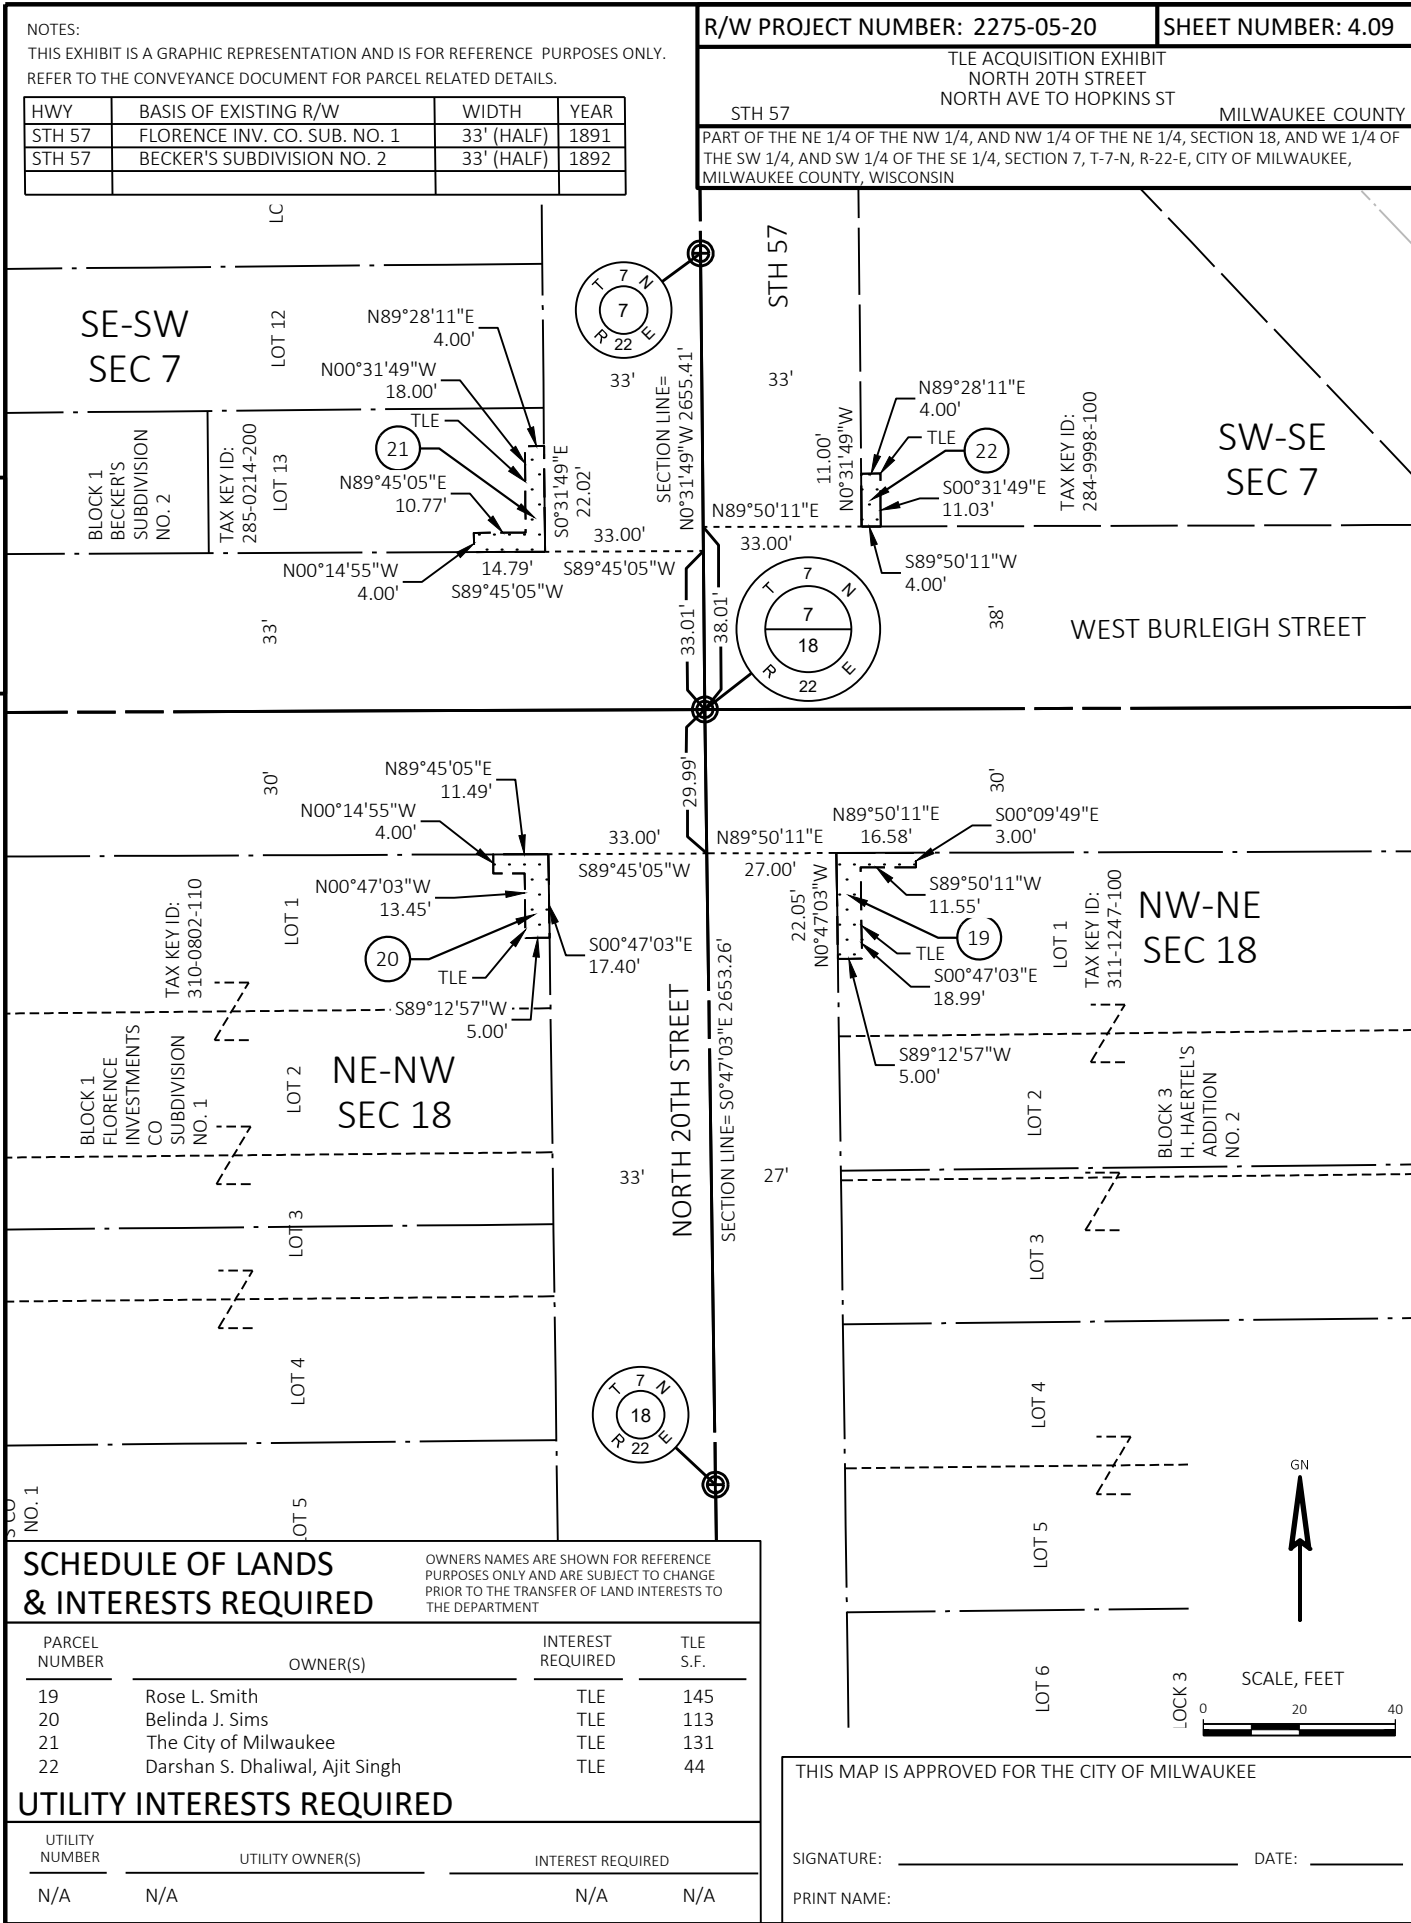 NOTES:
THIS EXHIBIT IS A GRAPHIC REPRESENTATION AND IS FOR REFERENCE PURPOSES ONLY.
REFER TO THE CONVEYANCE DOCUMENT FOR PARCEL RELATED DETAILS.
HWY BASIS OF EXISTING R/W WIDTH YEAR
STH 57 FLORENCE INV. CO. SUB. NO. 1 33' (HALF) 1891
STH 57 BECKER'S SUBDIVISION NO. 2 33' (HALF) 1892
R/W PROJECT NUMBER: 2275-05-20 SHEET NUMBER: 4.09
TLE ACQUISITION EXHIBIT
NORTH 20TH STREET
NORTH AVE TO HOPKINS ST
STH 57 MILWAUKEE COUNTY
PART OF THE NE 1/4 OF THE NW 1/4, AND NW 1/4 OF THE NE 1/4, SECTION 18, AND WE 1/4 OF
THE SW 1/4, AND SW 1/4 OF THE SE 1/4, SECTION 7, T-7-N, R-22-E, CITY OF MILWAUKEE,
MILWAUKEE COUNTY, WISCONSIN
LC
SE-SW
SEC 7
LOT 12
N89°28'11"E
4.00'
N00°31'49"W
18.00'
TLE
21
N89°45'05"E
10.77'
N00°14'55"W
4.00'
BLOCK 1
BECKER'S
SUBDIVISION
NO. 2
TAX KEY ID:
285-0214-200
LOT 13
S0°31'49"E
22.02'
14.79'
S89°45'05"W
33.00'
S89°45'05"W
T 7 N
7
R 22 E
33'
SECTION LINE=
N0°31'49"W 2655.41'
STH 57
33'
11.00'
N0°31'49"W
N89°28'11"E
4.00'
TLE
22
S00°31'49"E
11.03'
S89°50'11"W
4.00'
TAX KEY ID:
284-9998-100
SW-SE
SEC 7
N89°50'11"E
33.00'
T 7 N
7
18
R 22 E
33.01'
38.01'
33'
38'
WEST BURLEIGH STREET
30'
N89°45'05"E
11.49'
N00°14'55"W
4.00'
N00°47'03"W
13.45'
20
TLE
S89°12'57"W
5.00'
S00°47'03"E
17.40'
33.00'
S89°45'05"W
29.99'
N89°50'11"E
27.00'
N89°50'11"E
16.58'
30'
S00°09'49"E
3.00'
S89°50'11"W
11.55'
19
TLE
S00°47'03"E
18.99'
S89°12'57"W
5.00'
22.05'
N0°47'03"W
TAX KEY ID:
310-0802-110
LOT 1
LOT 1
TAX KEY ID:
311-1247-100
NW-NE
SEC 18
BLOCK 1
FLORENCE
INVESTMENTS
CO
SUBDIVISION
NO. 1
LOT 2
NE-NW
SEC 18
NORTH 20TH STREET
SECTION LINE= S0°47'03"E 2653.26'
33'
27'
LOT 2
BLOCK 3
H. HAERTEL'S
ADDITION
NO. 2
LOT 3
LOT 3
LOT 4
LOT 4
T 7 N
18
R 22 E
NO. 1
OT 5
LOT 5
GN
LOT 6
LOCK 3
SCALE, FEET
0 20 40
SCHEDULE OF LANDS
& INTERESTS REQUIRED
OWNERS NAMES ARE SHOWN FOR REFERENCE
PURPOSES ONLY AND ARE SUBJECT TO CHANGE
PRIOR TO THE TRANSFER OF LAND INTERESTS TO
THE DEPARTMENT
PARCEL
NUMBER OWNER(S) INTEREST
REQUIRED TLE
S.F.
19 Rose L. Smith TLE 145
20 Belinda J. Sims TLE 113
21 The City of Milwaukee TLE 131
22 Darshan S. Dhaliwal, Ajit Singh TLE 44
UTILITY INTERESTS REQUIRED
UTILITY
NUMBER UTILITY OWNER(S) INTEREST REQUIRED
N/A N/A N/A N/A
THIS MAP IS APPROVED FOR THE CITY OF MILWAUKEE
SIGNATURE: DATE:
PRINT NAME: